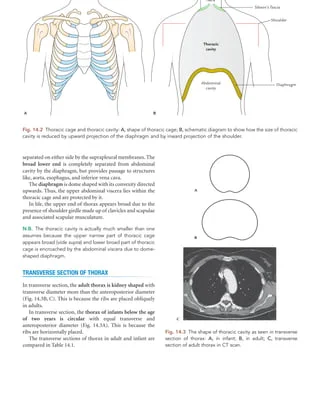 Sibson's fascia
Shoulder
Thoracic
cavity
Abdominal
cavity
Diaphragm
A
B
Fig. 14.2 Thoracic cage and thoracic cavity: A, shape of thoracic cage; B, schematic diagram to show how the size of thoracic
cavity is reduced by upward projection of the diaphragm and by inward projection of the shoulder.
separated on either side by the suprapleural membranes. The
broad lower end is completely separated from abdominal
cavity by the diaphragm, but provides passage to structures
like, aorta, esophagus, and inferior vena cava.
The diaphragm is dome shaped with its convexity directed
upwards. Thus, the upper abdominal viscera lies within the
thoracic cage and are protected by it.
In life, the upper end of thorax appears broad due to the
presence of shoulder girdle made up of clavicles and scapulae
and associated scapular musculature.
N.B. The thoracic cavity is actually much smaller than one
assumes because the upper narrow part of thoracic cage
appears broad (vide supra) and lower broad part of thoracic
cage is encroached by the abdominal viscera due to dome-
shaped diaphragm.
TRANSVERSE SECTION OF THORAX
In transverse section, the adult thorax is kidney shaped with
transverse diameter more than the anteroposterior diameter
(Fig. 14.3B, C). This is because the ribs are placed obliquely
in adults.
In transverse section, the thorax of infants below the age
of two years is circular with equal transverse and
anteroposterior diameter (Fig. 14.3A). This is because the
ribs are horizontally placed.
The transverse sections of thorax in adult and infant are
compared in Table 14.1.
A
B
C
Fig. 14.3 The shape of thoracic cavity as seen in transverse
section of thorax: A, in infant; B, in adult; C, transverse
section of adult thorax in CT scan.